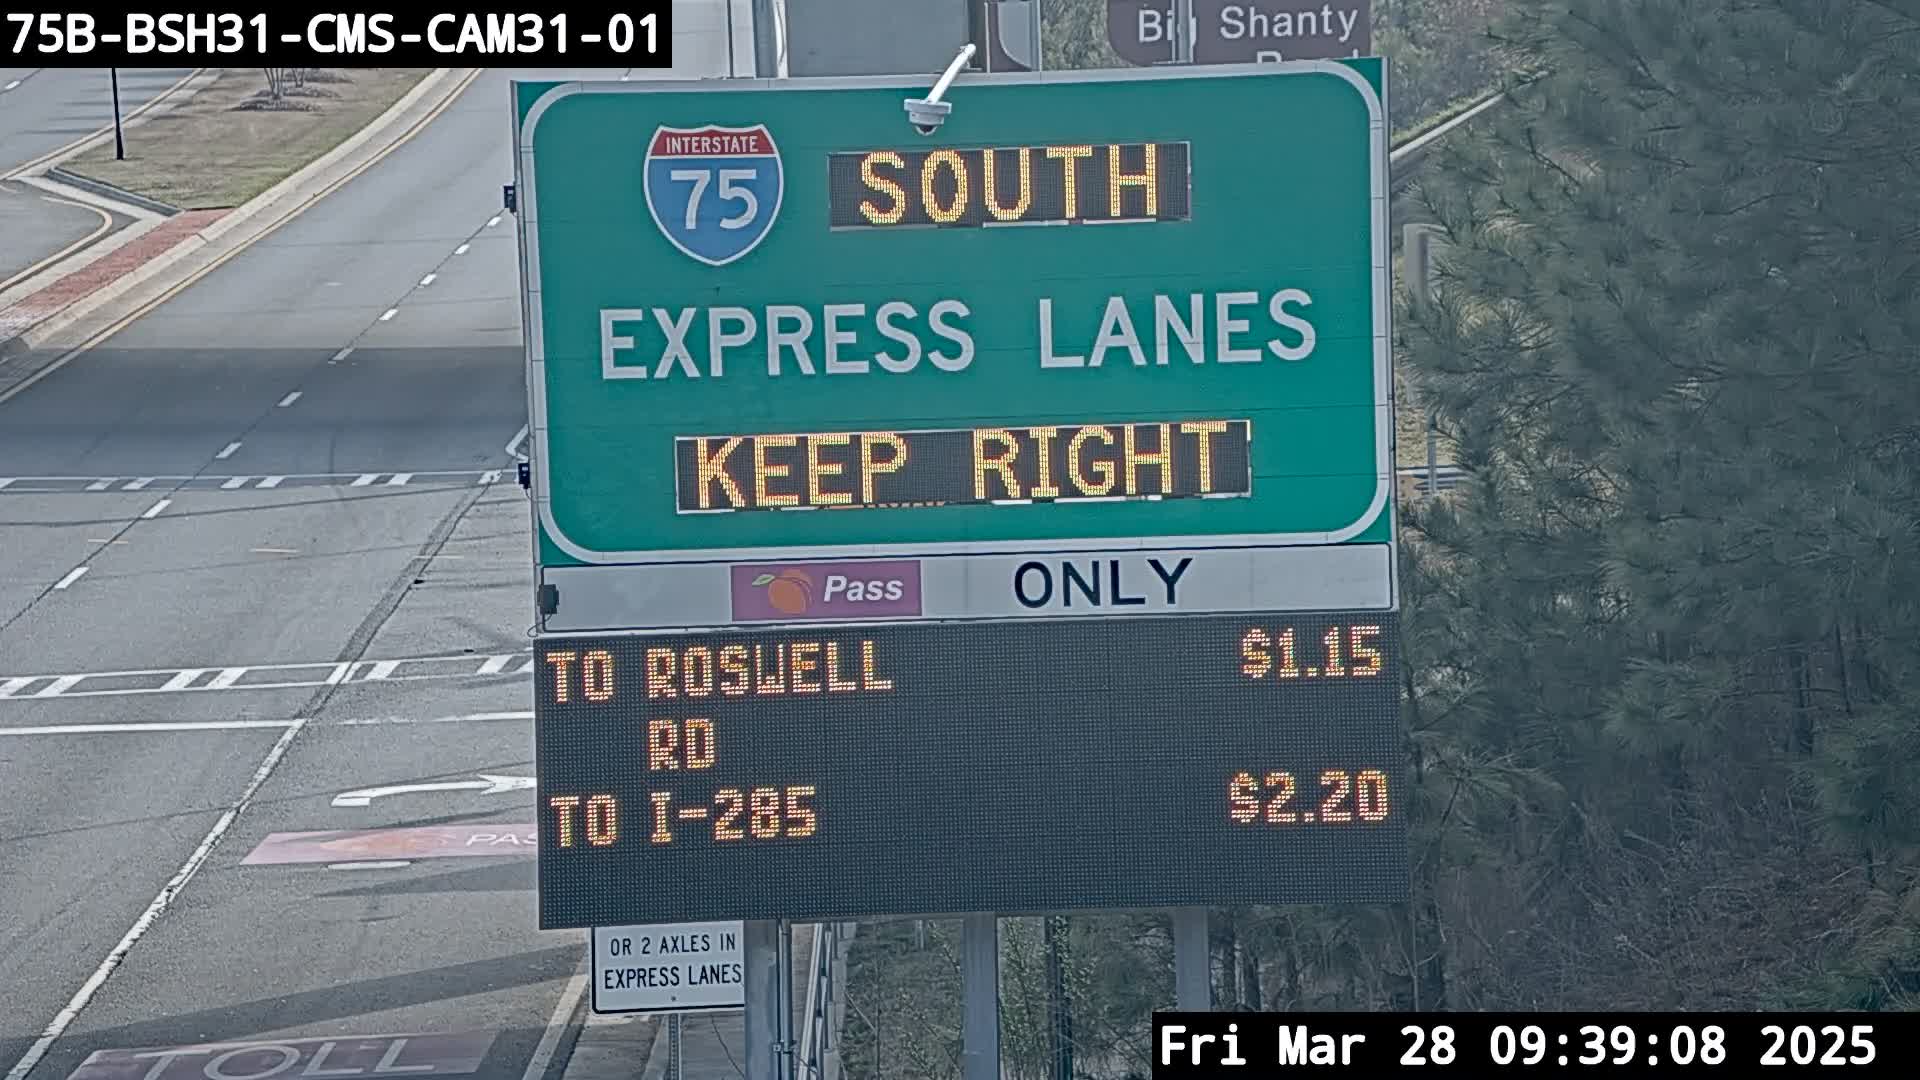 75B-BSH31-CMS-CAM31-01
Big Shanty
INTERSTATE
75
SOUTH
EXPRESS LANES
KEEP RIGHT
Pass ONLY
TO ROSWELL $1.15
RD
TO I-285 $2.20
OR 2 AXLES IN
EXPRESS LANES
TOLL
Fri Mar 28 09:39:08 2025